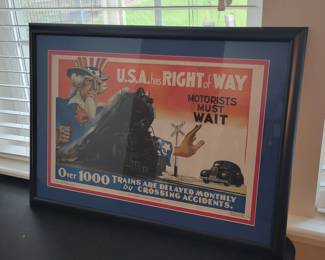 U.S.A. has RIGHT of WAY
MOTORISTS
MUST
WAIT
OVER 1000 TRAINS ARE DELAYED MONTHLY
by CROSSING ACCIDENTS.